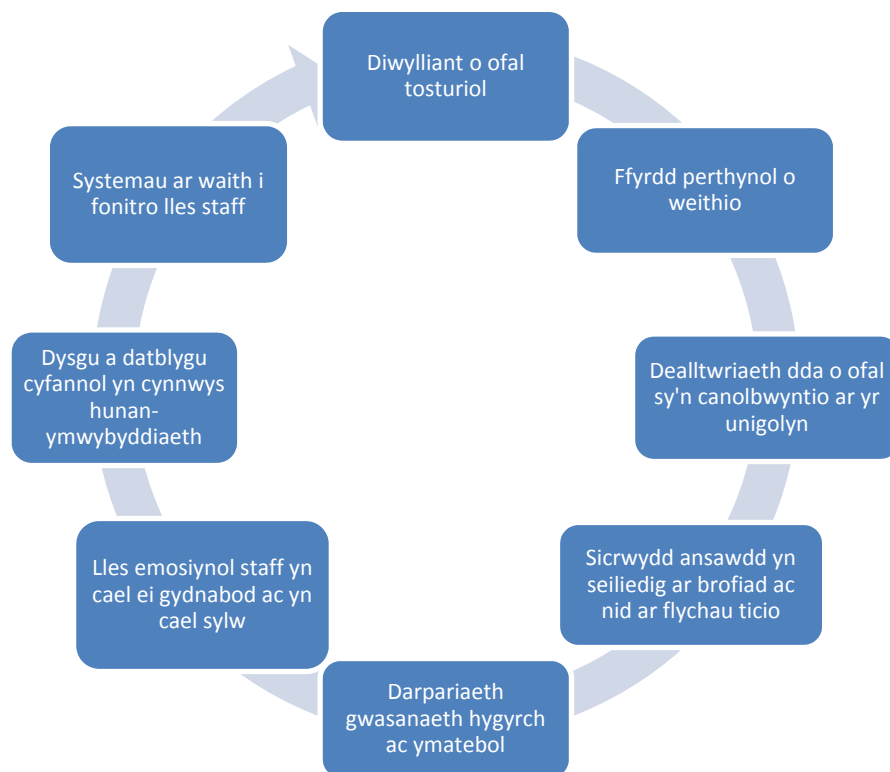 Diwylliant o ofal
tosturiol
Ffyrdd perthynol o
weithio
Dealltwriaeth dda o ofal
sy'n canolbwyntio ar yr
unigolyn
Sicrwydd ansawdd yn
seiliedig ar brofiad ac
nid ar flychau ticio
Darpariaeth
gwasanaeth hygyrch
ac ymatebol
Lles emosiynol staff yn
cael ei gydnabod ac yn
cael sylw
Dysgu a datblygu
cyfannol yn cynnwys
hunan-
ymwybyddiaeth
Systemau ar waith i
fonitro lles staff